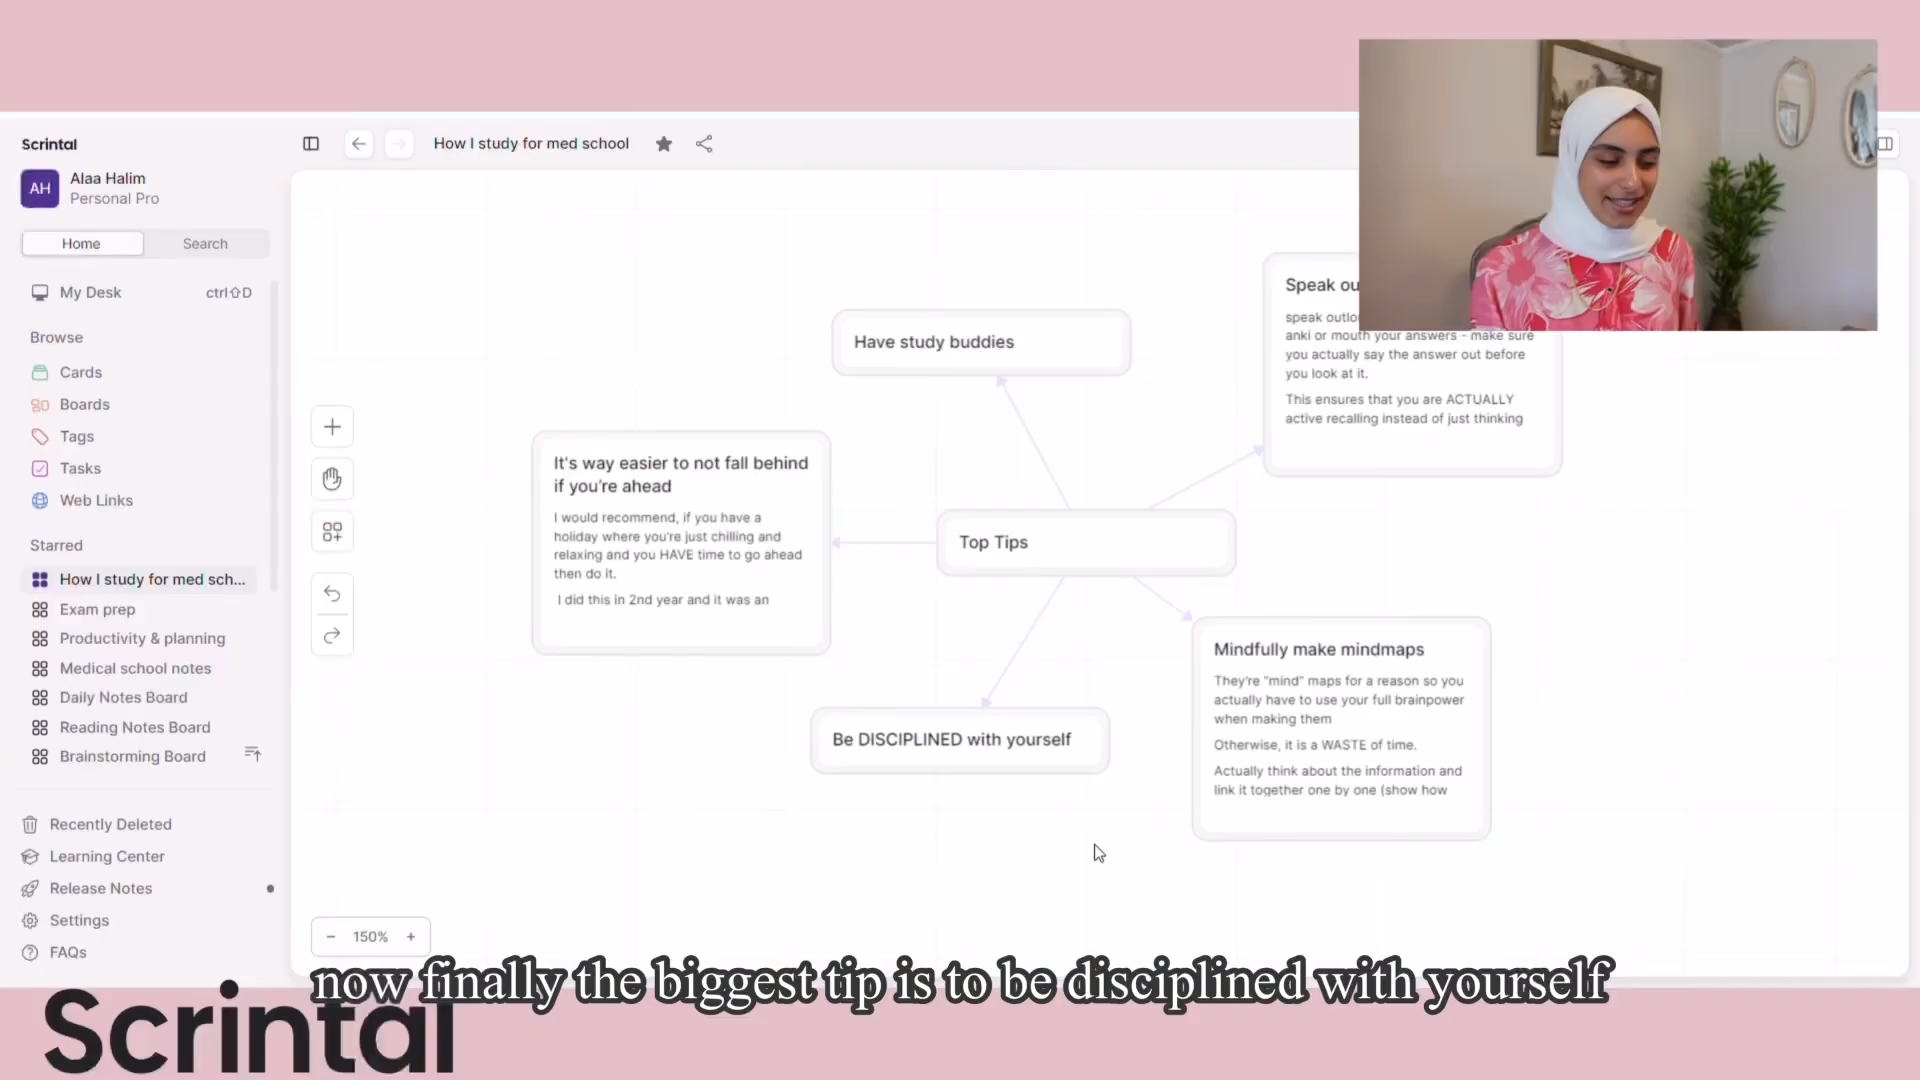 Scrintal
AH
Alaa Halim
Personal Pro
Home
Search
My Desk
ctrl⇧D
Browse
Cards
Boards
Tags
Tasks
Web Links
Starred
How I study for med sch...
Exam prep
Productivity & planning
Medical school notes
Daily Notes Board
Reading Notes Board
Brainstorming Board
Recently Deleted
Learning Center
Release Notes
Settings
FAQs
How I study for med school
Have study buddies
It's way easier to not fall behind
if you're ahead
I would recommend, if you have a
holiday where you're just chilling and
relaxing and you HAVE time to go ahead
then do it.
I did this in 2nd year and it was an
Top Tips
Be DISCIPLINED with yourself
Speak
anki or mouth your answers - make sure
you actually say the answer out before
you look at it.
This ensures that you are ACTUALLY
active recalling instead of just thinking
Mindfully make mindmaps
They're "mind" maps for a reason so you
actually have to use your full brainpower
when making them
Otherwise, it is a WASTE of time.
Actually think about the information and
link it together one by one (show how
- 150% +
now finally the biggest tip is to be disciplined with yourself
Scrintal